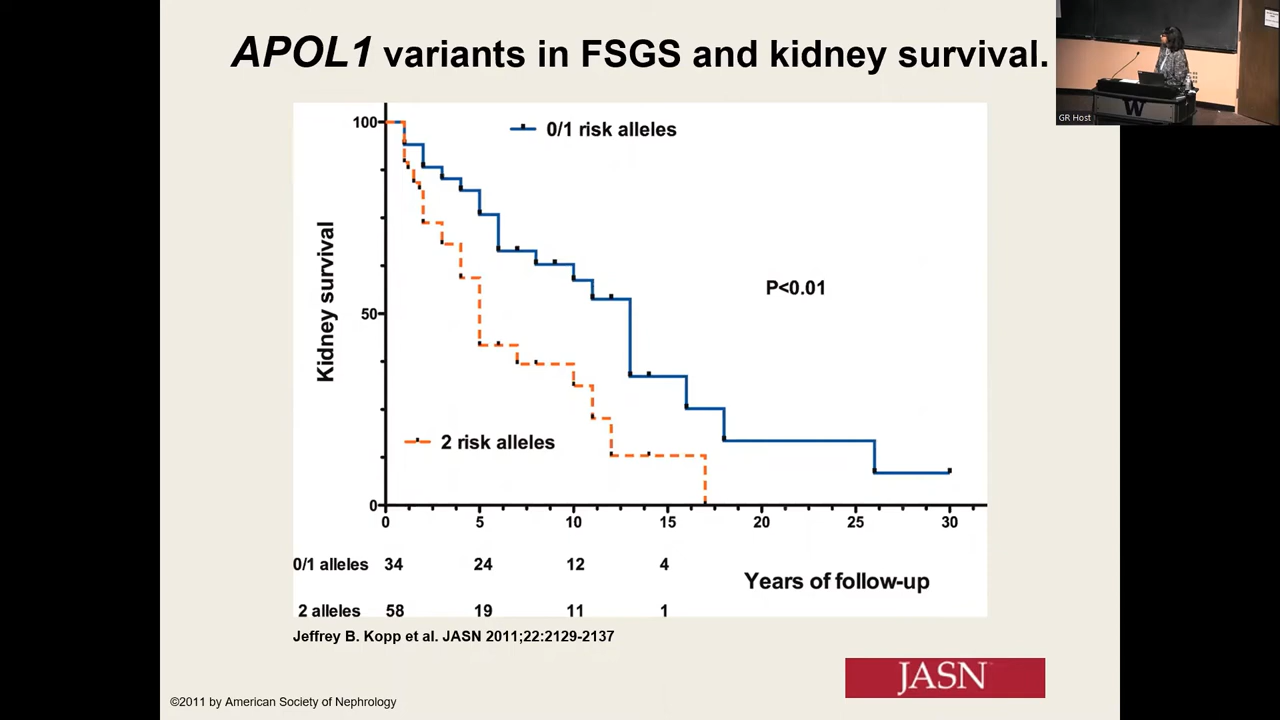 APOL1 variants in FSGS and kidney survival.
GR Host
W
100
50
0
Kidney survival
0/1 risk alleles
P<0.01
2 risk alleles
0 5 10 15 20 25 30
Years of follow-up
0/1 alleles 34 24 12 4
2 alleles 58 19 11 1
Jeffrey B. Kopp et al. JASN 2011;22:2129-2137
JASN
©2011 by American Society of Nephrology